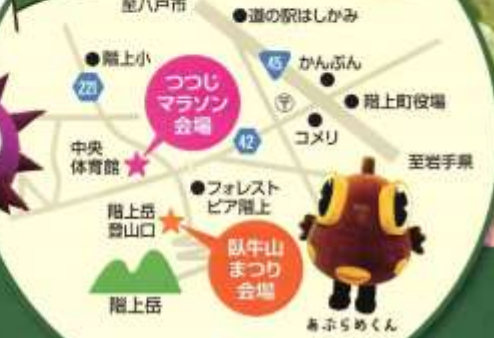 至八戸市
道の駅はしかみ
階上小
45
かんぶん
221
つつじ
マラソン
会場
〒
階上町役場
コメリ
42
中央
体育館
至岩手県
フォレスト
ピア階上
階上岳
登山口
臥牛山
まつり
会場
階上岳
あぶらめくん